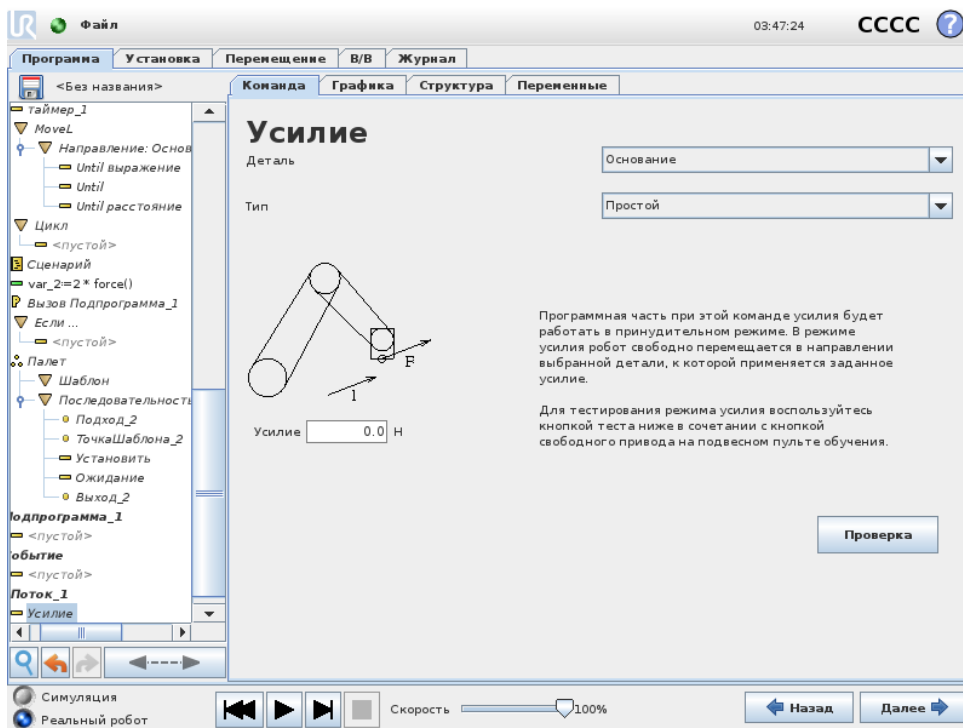 UR Файл 03:47:24 CCCC ?
Программа Установка Перемещение В/В Журнал
<Без названия> Команда Графика Структура Переменные
таймер_1
MoveL
Направление: Основ
Until выражение
Until
Until расстояние
Цикл
<пустой>
Сценарий
var_2:=2 * force()
Вызов Подпрограмма_1
Если ...
<пустой>
Палет
Шаблон
Последовательность
Подход_2
ТочкаШаблона_2
Установить
Ожидание
Выход_2
Подпрограмма_1
<пустой>
Событие
<пустой>
Поток_1
Усилие
Усилие
Деталь Основание
Тип Простой
F
1
Усилие 0.0 Н
Программная часть при этой команде усилия будет
работать в принудительном режиме. В режиме
усилия робот свободно перемещается в направлении
выбранной детали, к которой применяется заданное
усилие.
Для тестирования режима усилия воспользуйтесь
кнопкой теста ниже в сочетании с кнопкой
свободного привода на подвесном пульте обучения.
Проверка
Симуляция
Реальный робот
Скорость 100%
Назад Далее